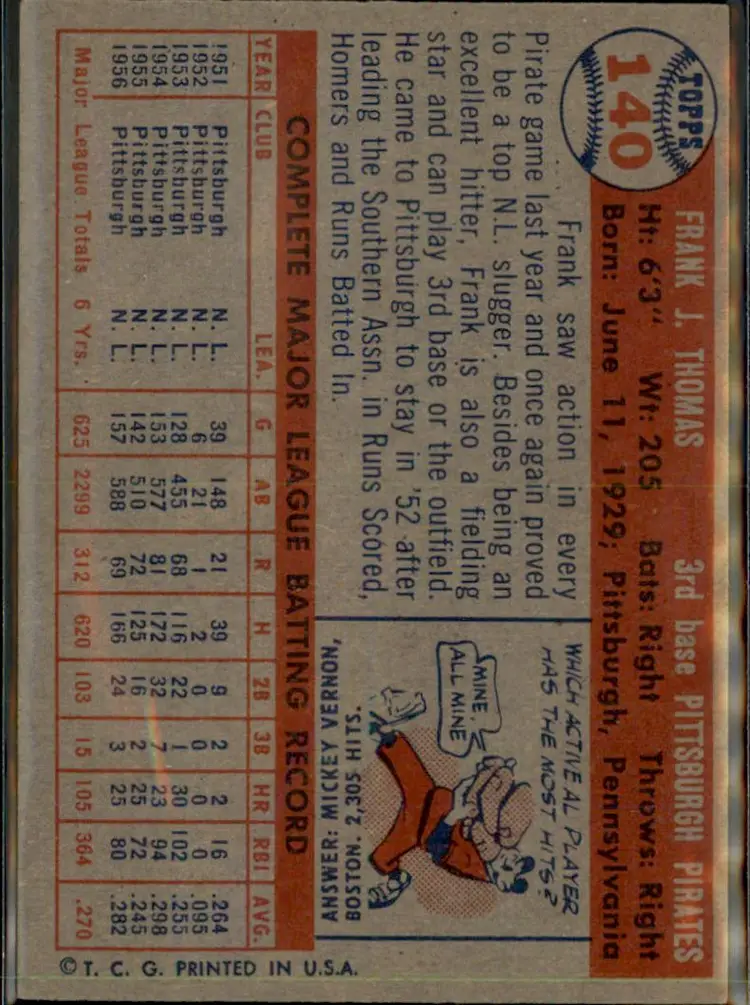 TOPPS
140
FRANK J. THOMAS 3rd base PITTSBURGH PIRATES
Ht: 6'3" Wt: 205 Bats: Right Throws: Right
Born: June 11, 1929; Pittsburgh, Pennsylvania
Frank saw action in every
Pirate game last year and once again proved
to be a top N.L. slugger. Besides being an
excellent hitter, Frank is also a fielding
star and can play 3rd base or the outfield.
He came to Pittsburgh to stay in '52 after
leading the Southern Assn. in Runs Scored,
Homers and Runs Batted In.
WHICH ACTIVE AL PLAYER
HAS THE MOST HITS?
MINE,
ALL MINE
ANSWER: MICKEY VERNON,
BOSTON. 2,305 HITS.
COMPLETE MAJOR LEAGUE BATTING RECORD
YEAR CLUB LEA. G AB R H 2B 3B HR RBI AVG.
1951 Pittsburgh N. L. 39 148 21 39 9 2 2 16 .264
1952 Pittsburgh N. L. 6 21 1 2 0 0 0 0 .095
1953 Pittsburgh N. L. 128 455 68 116 22 1 30 102 .255
1954 Pittsburgh N. L. 153 577 81 172 32 7 23 94 .298
1955 Pittsburgh N. L. 142 510 72 125 16 2 25 72 .245
1956 Pittsburgh N. L. 157 588 69 166 24 3 25 80 .282
Major League Totals 6 Yrs. 625 2299 312 620 103 15 105 364 .270
© T. C. G. PRINTED IN U.S.A.